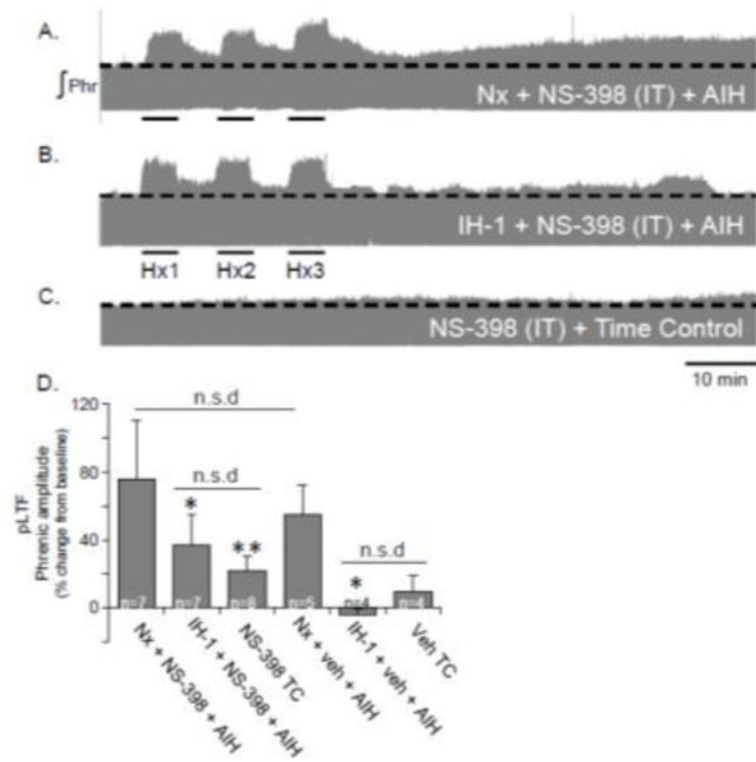 A.
∫Phr
Nx + NS-398 (IT) + AIH
B.
IH-1 + NS-398 (IT) + AIH
Hx1 Hx2 Hx3
C.
NS-398 (IT) + Time Control
10 min
D.
n.s.d
n.s.d
n.s.d
* ** *
120
80
40
0
pLTF
Phrenic amplitude
(% change from baseline)
n=7 n=7 n=8 n=5 n=4 n=4
Nx + NS-398 + AIH
IH-1 + NS-398 + AIH
NS-398 TC
Nx + veh + AIH
IH-1 + veh + AIH
Veh TC